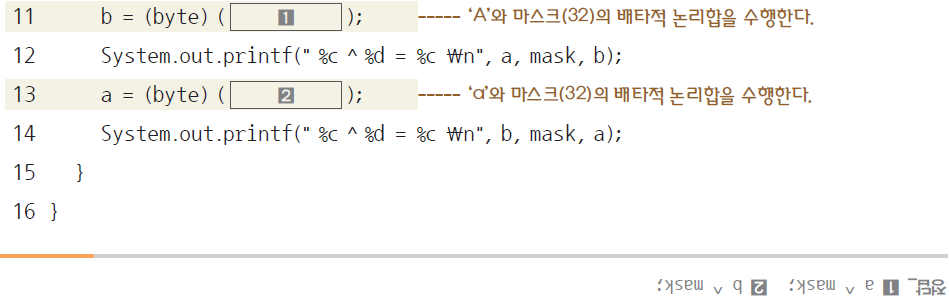 11 b = (byte) ( 1 ); ----- ‘A’와 마스크(32)의 배타적 논리합을 수행한다.
12 System.out.printf(" %c ^ %d = %c ₩n", a, mask, b);
13 a = (byte) ( 2 ); ----- ‘a’와 마스크(32)의 배타적 논리합을 수행한다.
14 System.out.printf(" %c ^ %d = %c ₩n", b, mask, a);
15 }
16 }
정답_ 1 a ^ mask; 2 b ^ mask;